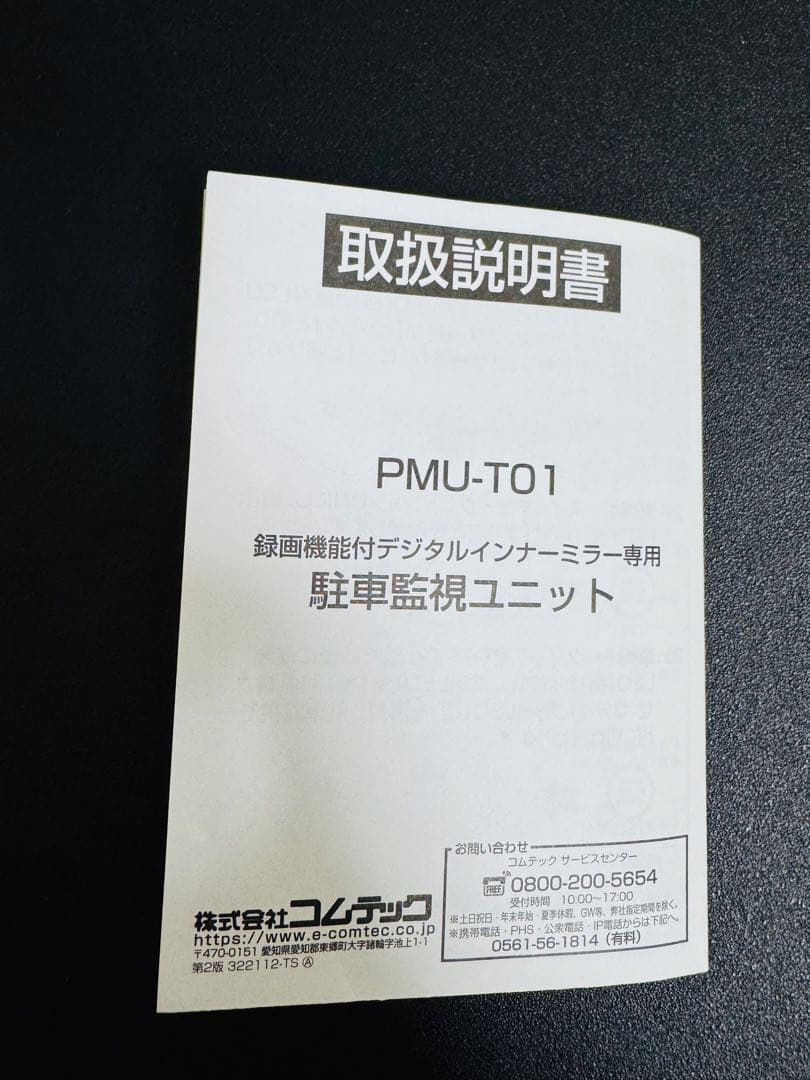 取扱説明書
PMU-T01
録画機能付デジタルインナーミラー専用
駐車監視ユニット
お問い合わせ
コムテック サービスセンター
FREE 0800-200-5654
受付時間 10:00〜17:00
※土日祝日・年末年始・夏季休暇、GW等、弊社指定期間を除く。
※携帯電話・PHS・公衆電話・IP電話からは下記へ。
0561-56-1814（有料）
株式会社コムテック
https://www.e-comtec.co.jp
〒470-0151 愛知県愛知郡東郷町大字諸輪字池上1-1
第2版 322112-TS Ⓐ